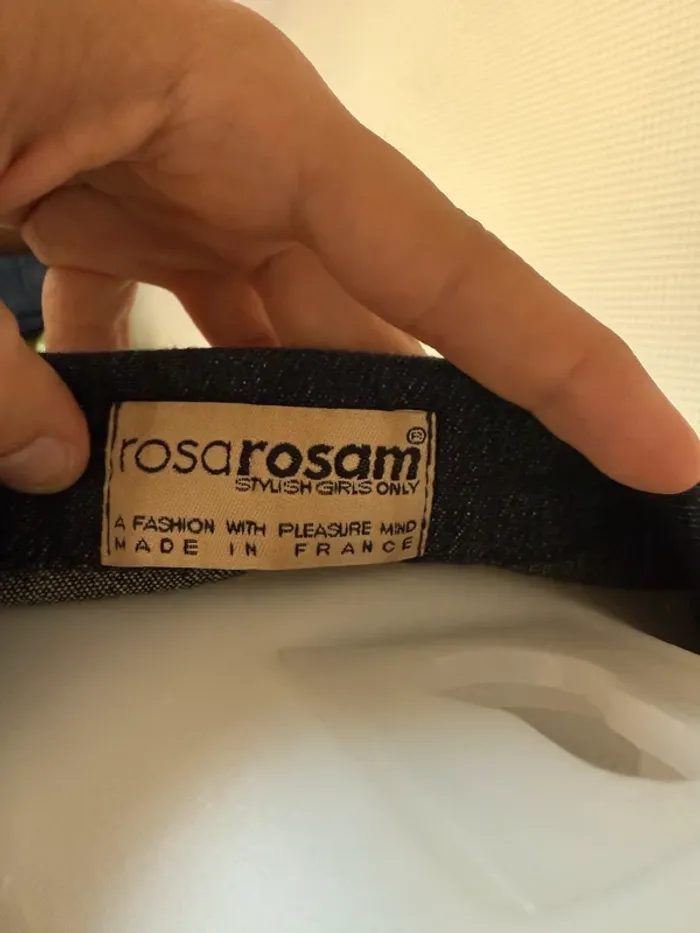 rosarosam®
STYLISH GIRLS ONLY
A FASHION WITH PLEASURE MIND
MADE IN FRANCE